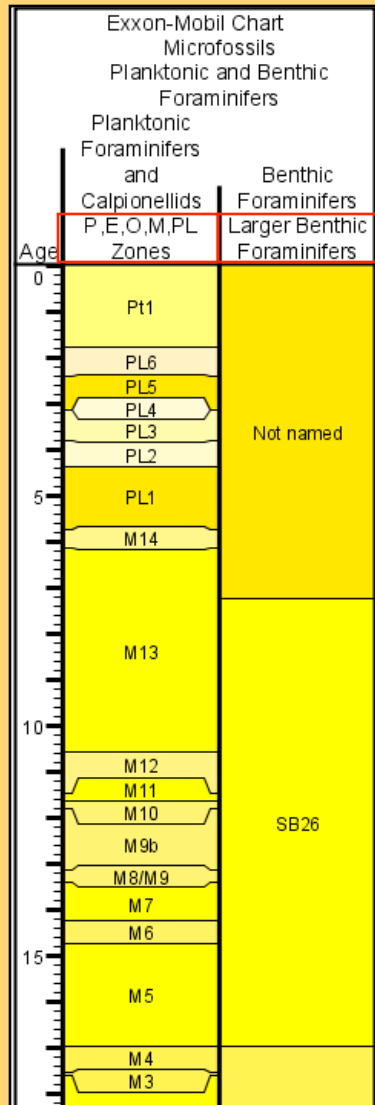 Exxon-Mobil Chart
Microfossils
Planktonic and Benthic
Foraminifers
Planktonic
Foraminifers
and
Calpionellids
Benthic
Foraminifers
Age
P,E,O,M,PL
Zones
Larger Benthic
Foraminifers
0
Pt1
PL6
PL5
PL4
PL3
PL2
Not named
5
PL1
M14
M13
10
M12
M11
M10
M9b
SB26
M8/M9
M7
M6
15
M5
M4
M3